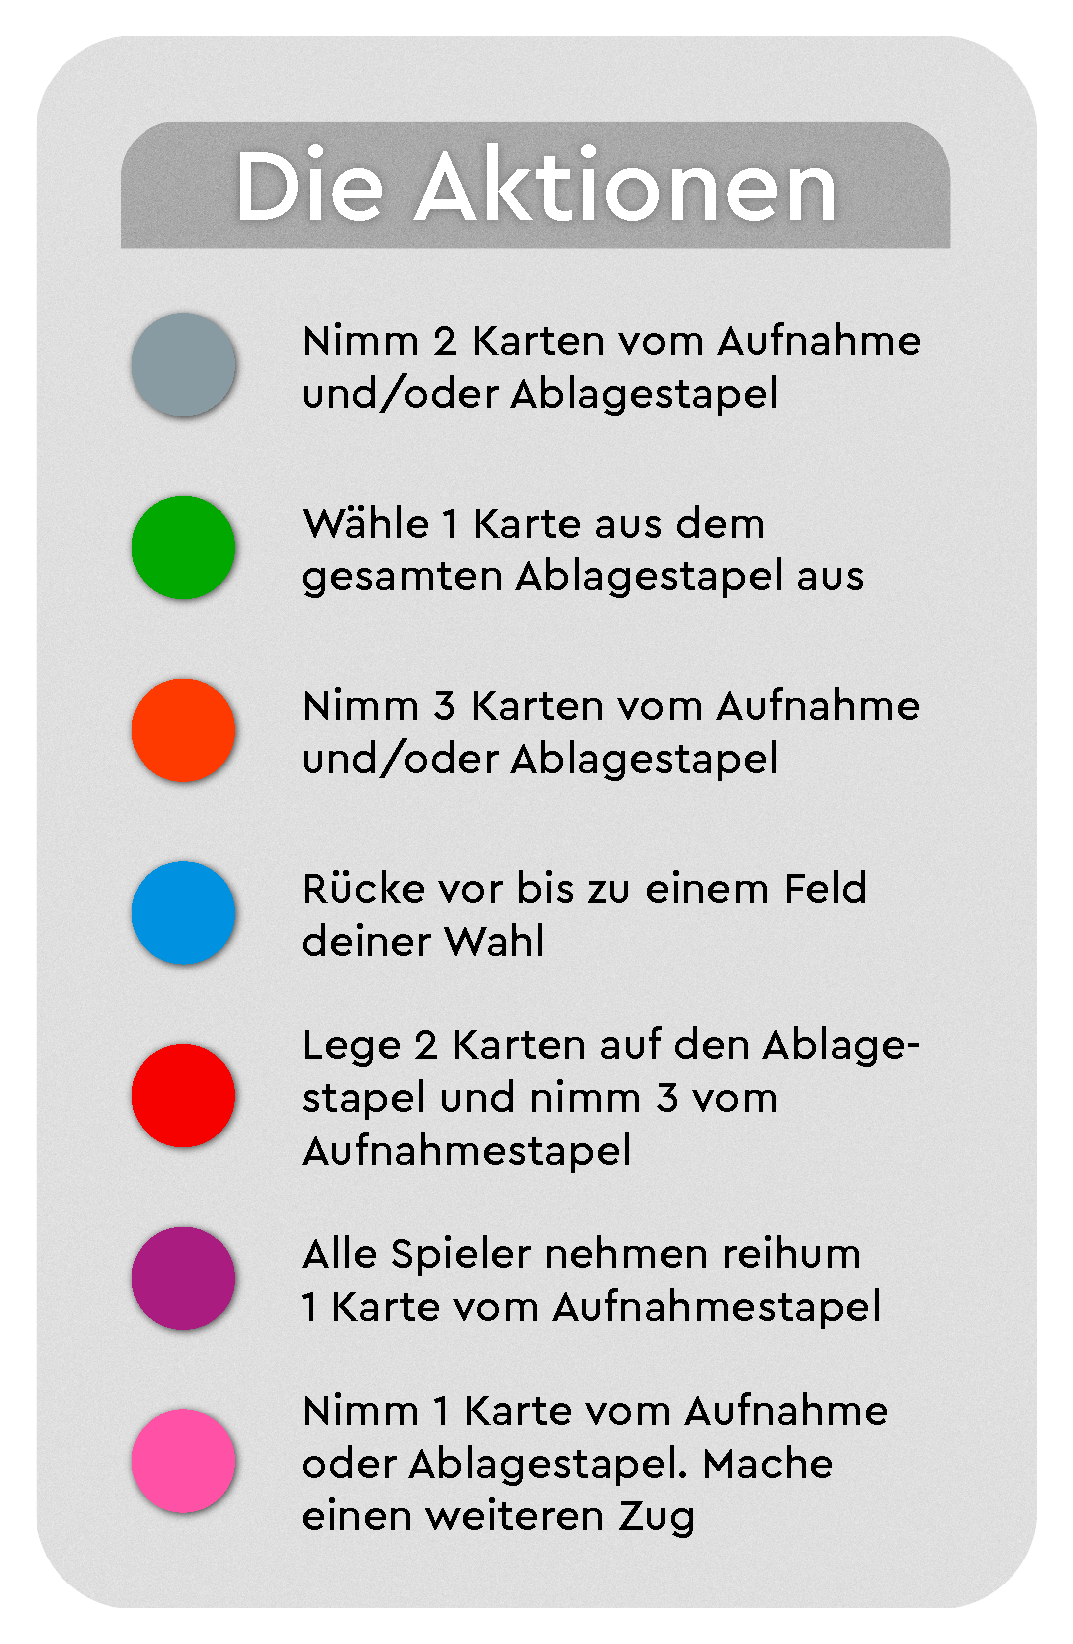 Die Aktionen
Nimm 2 Karten vom Aufnahme
und/oder Ablagestapel
Wähle 1 Karte aus dem
gesamten Ablagestapel aus
Nimm 3 Karten vom Aufnahme
und/oder Ablagestapel
Rücke vor bis zu einem Feld
deiner Wahl
Lege 2 Karten auf den Ablage-
stapel und nimm 3 vom
Aufnahmestapel
Alle Spieler nehmen reihum
1 Karte vom Aufnahmestapel
Nimm 1 Karte vom Aufnahme
oder Ablagestapel. Mache
einen weiteren Zug